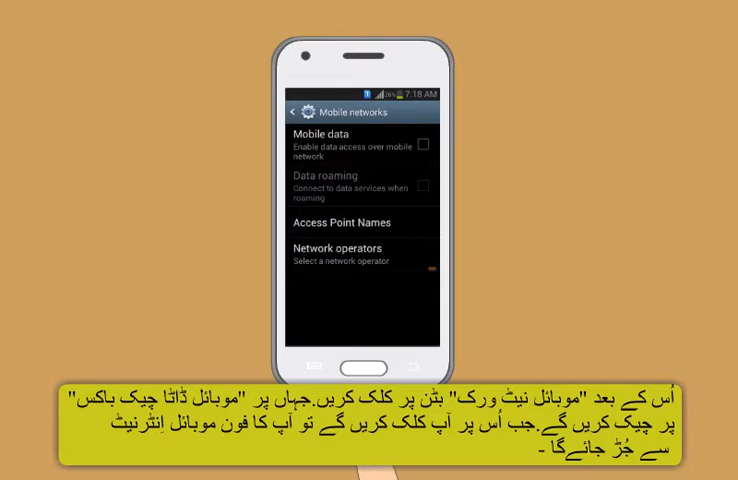 1 26% 7:18 AM
Mobile networks
Mobile data
Enable data access over mobile
network
Data roaming
Connect to data services when
roaming
Access Point Names
Network operators
Select a network operator
اُس کے بعد "موبائل نیٹ ورک" بٹن پر کلک کریں.جہاں پر "موبائل ڈاٹا چیک باکس"
پر چیک کریں گے.جب اُس پر آپ کلک کریں گے تو آپ کا فون موبائل اِنٹرنیٹ
سے جُڑ جائےگا -